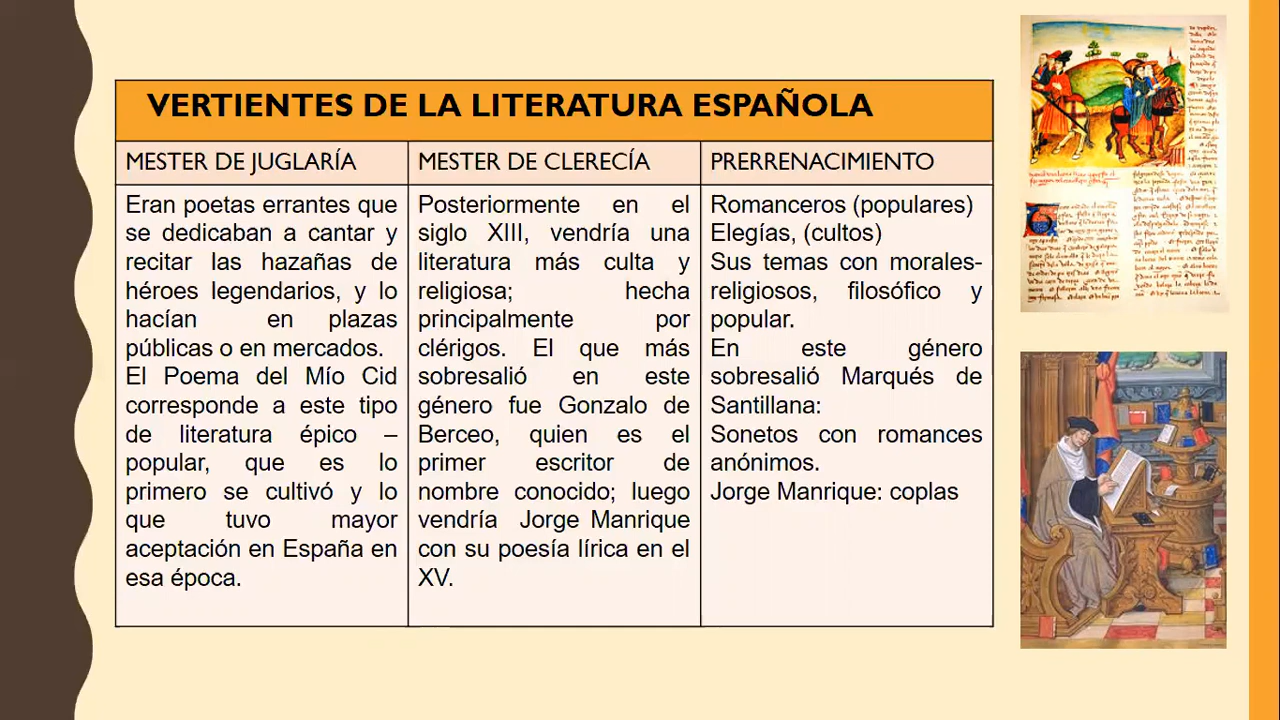 VERTIENTES DE LA LITERATURA ESPAÑOLA
MESTER DE JUGLARÍA
Eran poetas errantes que
se dedicaban a cantar y
recitar las hazañas de
héroes legendarios, y lo
hacían en plazas
públicas o en mercados.
El Poema del Mío Cid
corresponde a este tipo
de literatura épico –
popular, que es lo
primero se cultivó y lo
que tuvo mayor
aceptación en España en
esa época.
MESTER DE CLERECÍA
Posteriormente en el
siglo XIII, vendría una
literatura más culta y
religiosa; hecha
principalmente por
clérigos. El que más
sobresalió en este
género fue Gonzalo de
Berceo, quien es el
primer escritor de
nombre conocido; luego
vendría Jorge Manrique
con su poesía lírica en el
XV.
PRERRENACIMIENTO
Romanceros (populares)
Elegías, (cultos)
Sus temas con morales-
religiosos, filosófico y
popular.
En este género
sobresalió Marqués de
Santillana:
Sonetos con romances
anónimos.
Jorge Manrique: coplas